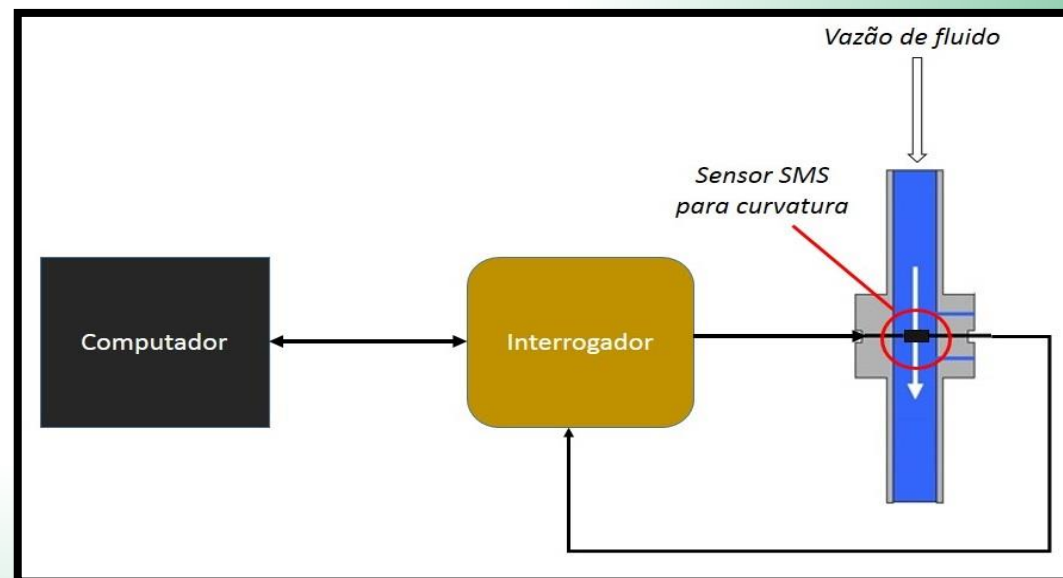 Vazão de fluido
Sensor SMS
para curvatura
Computador
Interrogador